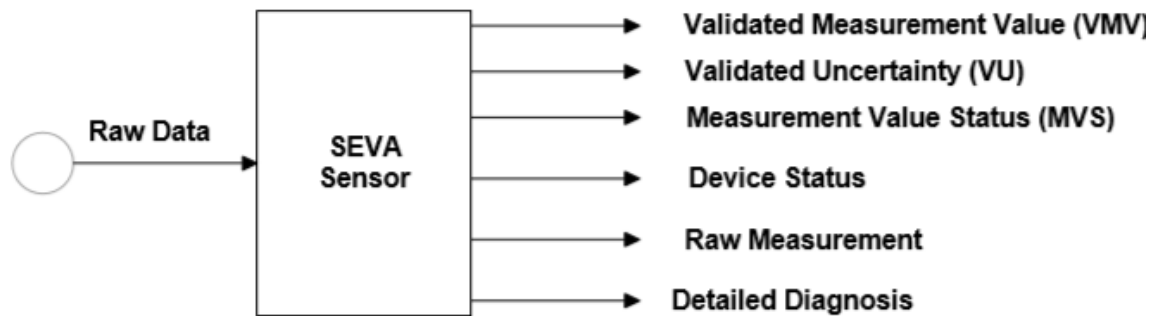 Raw Data
SEVA
Sensor
Validated Measurement Value (VMV)
Validated Uncertainty (VU)
Measurement Value Status (MVS)
Device Status
Raw Measurement
Detailed Diagnosis